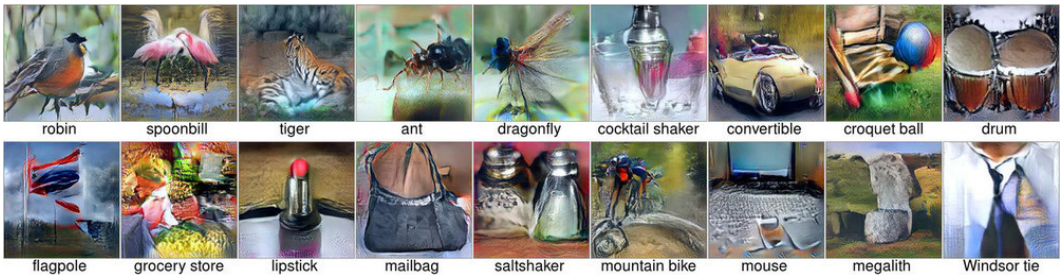 robin spoonbill tiger ant dragonfly cocktail shaker convertible croquet ball drum
flagpole grocery store lipstick mailbag saltshaker mountain bike mouse megalith Windsor tie